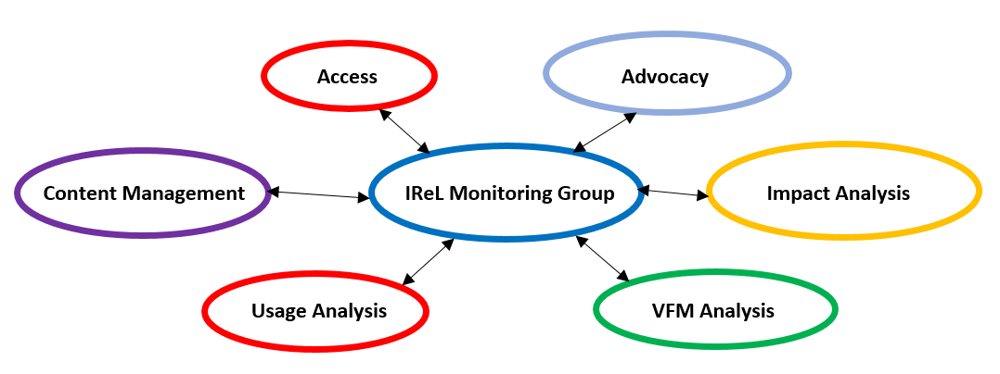 Access
Advocacy
Content Management
IReL Monitoring Group
Impact Analysis
Usage Analysis
VFM Analysis